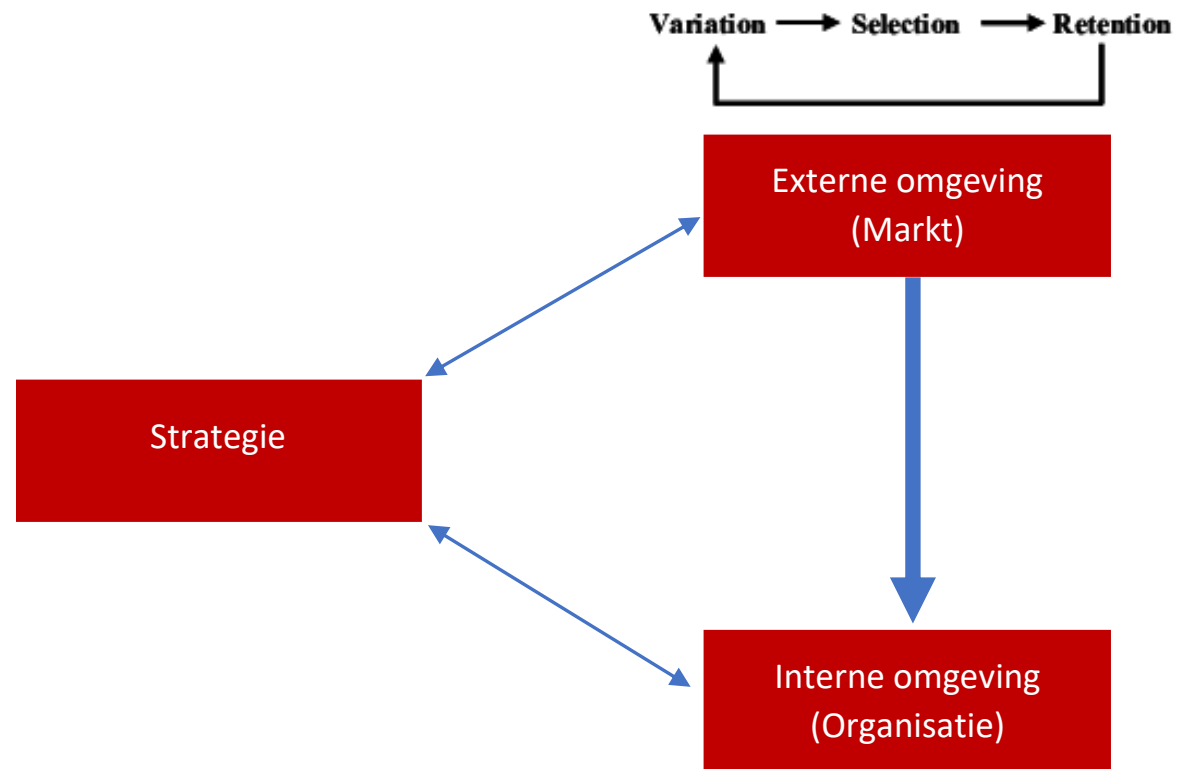 Variation Selection Retention
Externe omgeving
(Markt)
Strategie
Interne omgeving
(Organisatie)